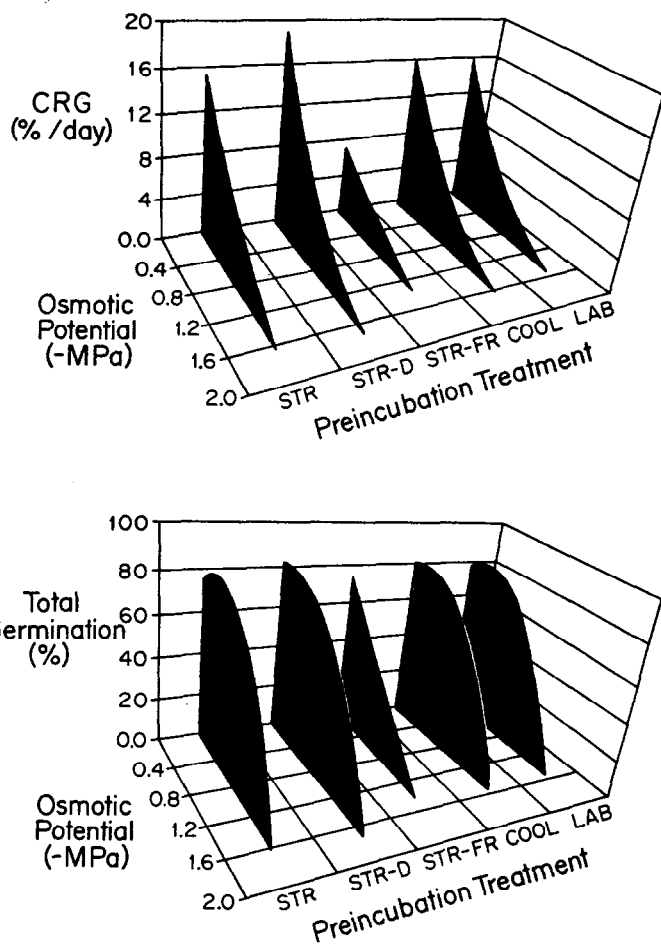 20
16
12
8
4
0.0
CRG
(% /day)
0.4
0.8
1.2
1.6
2.0
Osmotic
Potential
(-MPa)
STR
STR-D
STR-FR
COOL
LAB
Preincubation Treatment
100
80
60
40
20
0.0
Total
Germination
(%)
0.4
0.8
1.2
1.6
2.0
Osmotic
Potential
(-MPa)
STR
STR-D
STR-FR
COOL
LAB
Preincubation Treatment